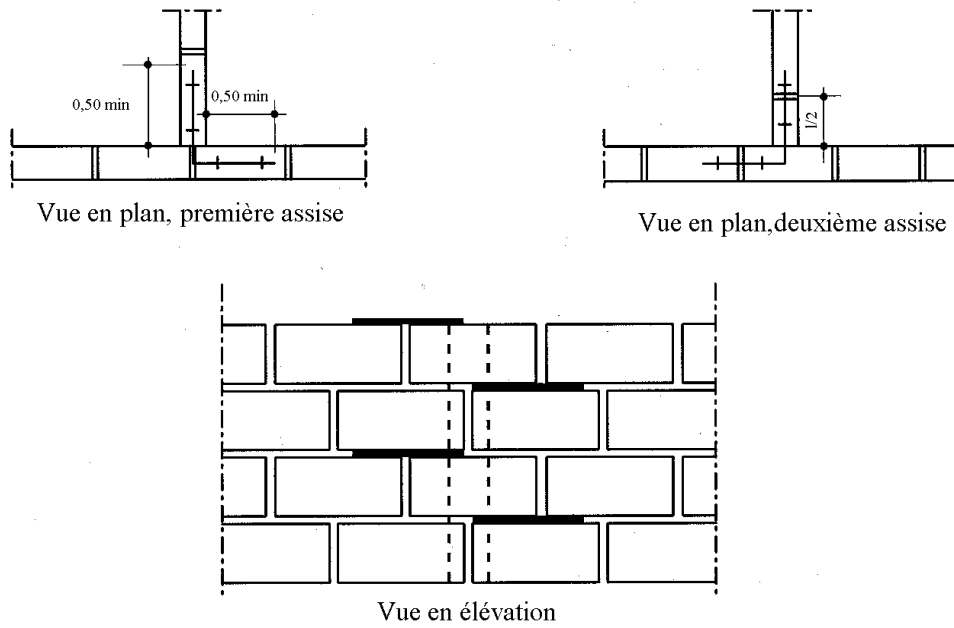 0,50 min
0,50 min
l/2
Vue en plan, première assise
Vue en plan,deuxième assise
Vue en élévation